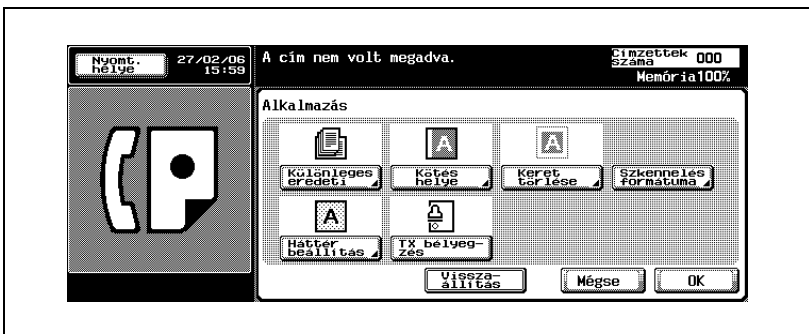 Nyomt.
helye
27/02/06
15:59
A cím nem volt megadva.
Címzettek
száma
000
Memória100%
Alkalmazás
Különleges
eredeti
Kötés
helye
Keret
törlése
Szkennelés
formátuma
Háttér
beállítás
TX bélyeg-
zés
Vissza-
állítás
Mégse
OK